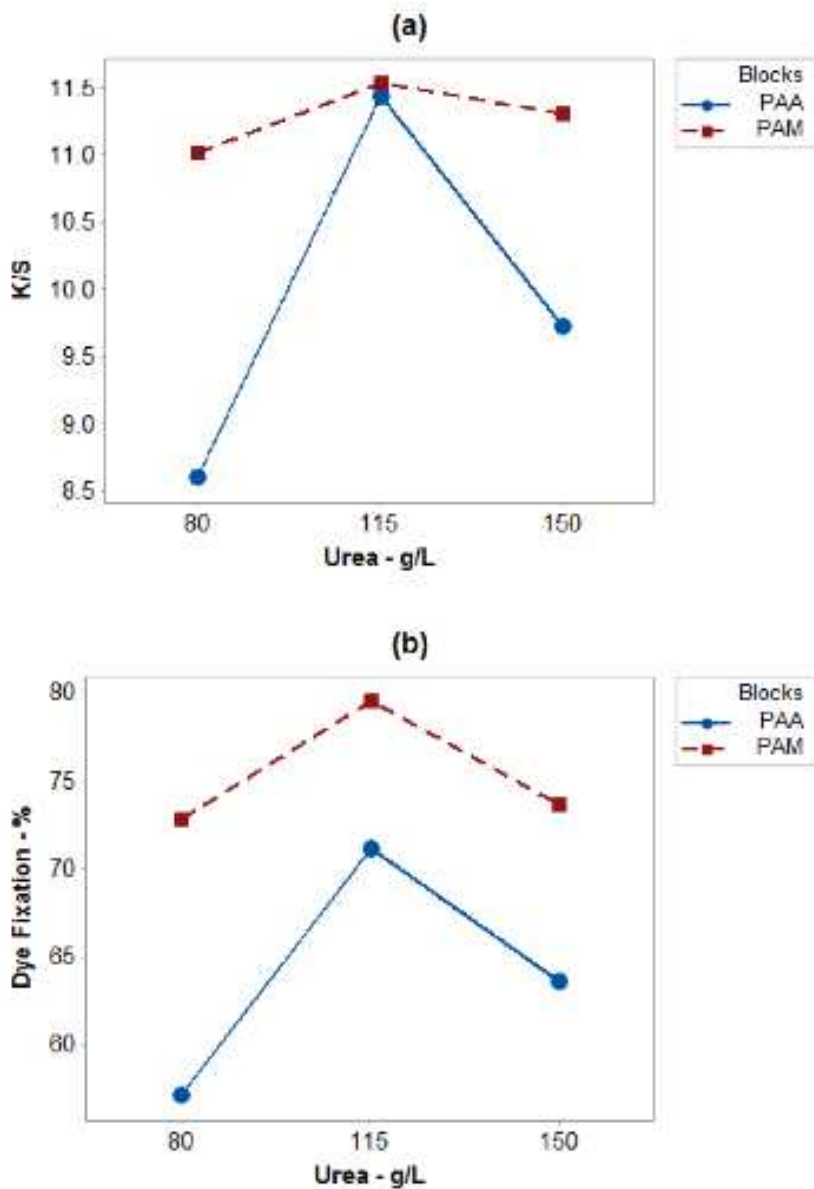 (a)
Blocks
PAA
PAM
11.5
11.0
10.5
10.0
9.5
9.0
8.5
K/S
80 115 150
Urea - g/L
(b)
Blocks
PAA
PAM
80
75
70
65
60
Dye Fixation - %
80 115 150
Urea - g/L